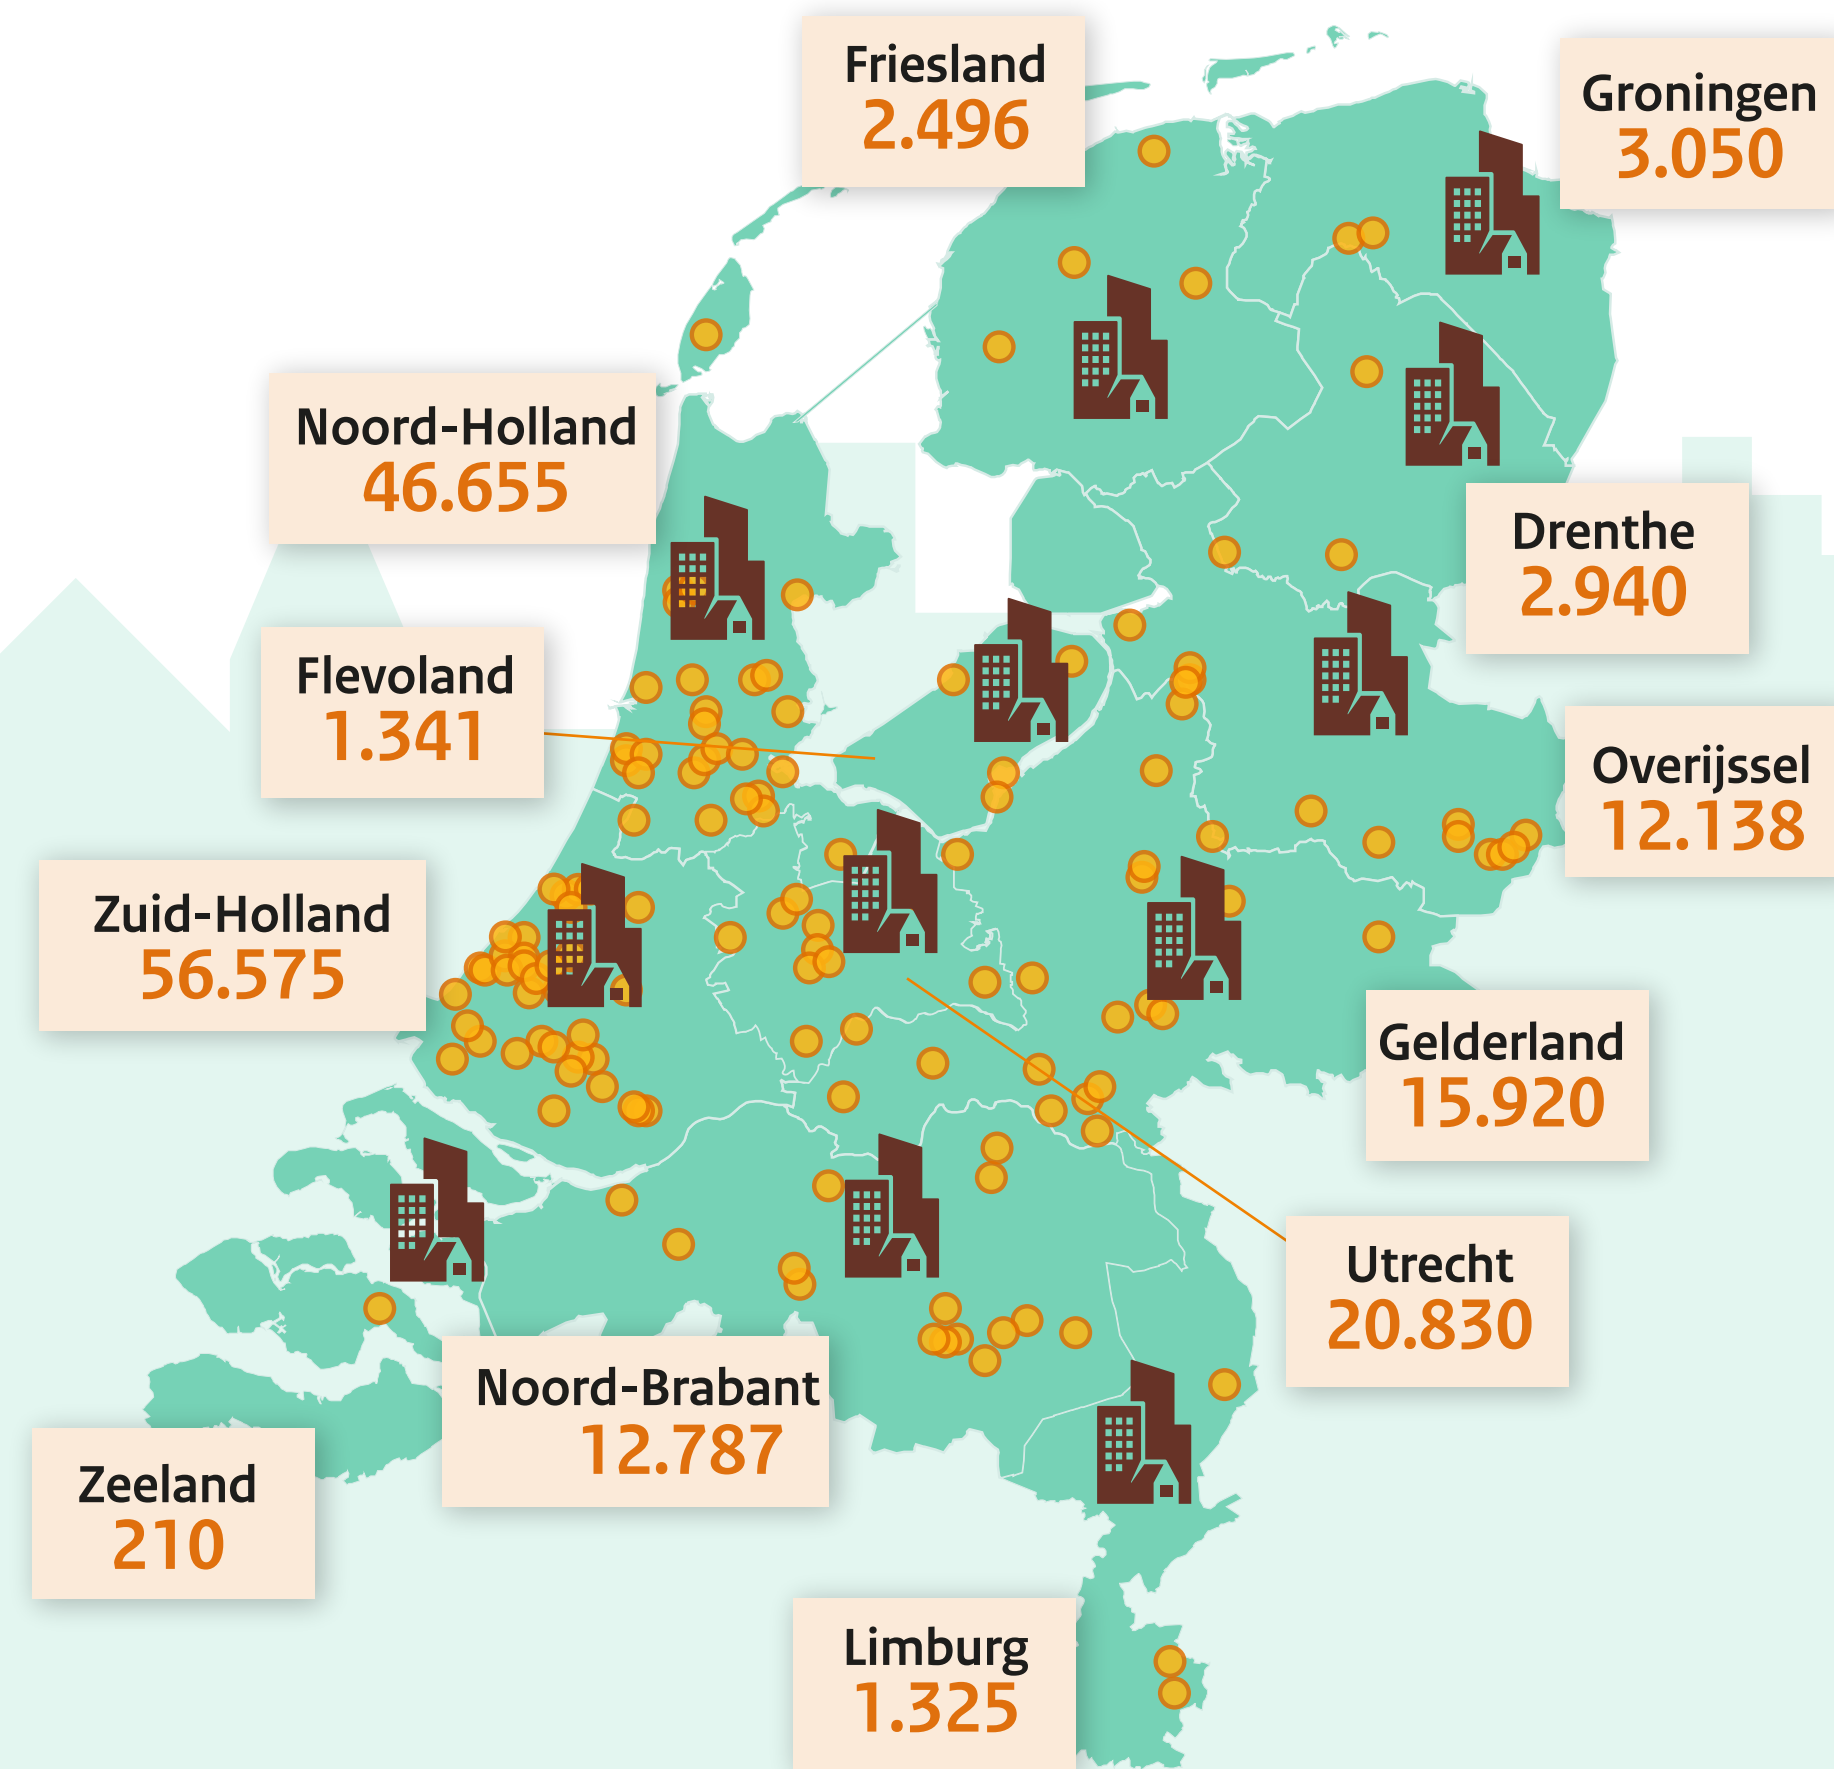 Friesland
2.496
Groningen
3.050
Noord-Holland
46.655
Drenthe
2.940
Flevoland
1.341
Overijssel
12.138
Zuid-Holland
56.575
Gelderland
15.920
Utrecht
20.830
Noord-Brabant
12.787
Zeeland
210
Limburg
1.325